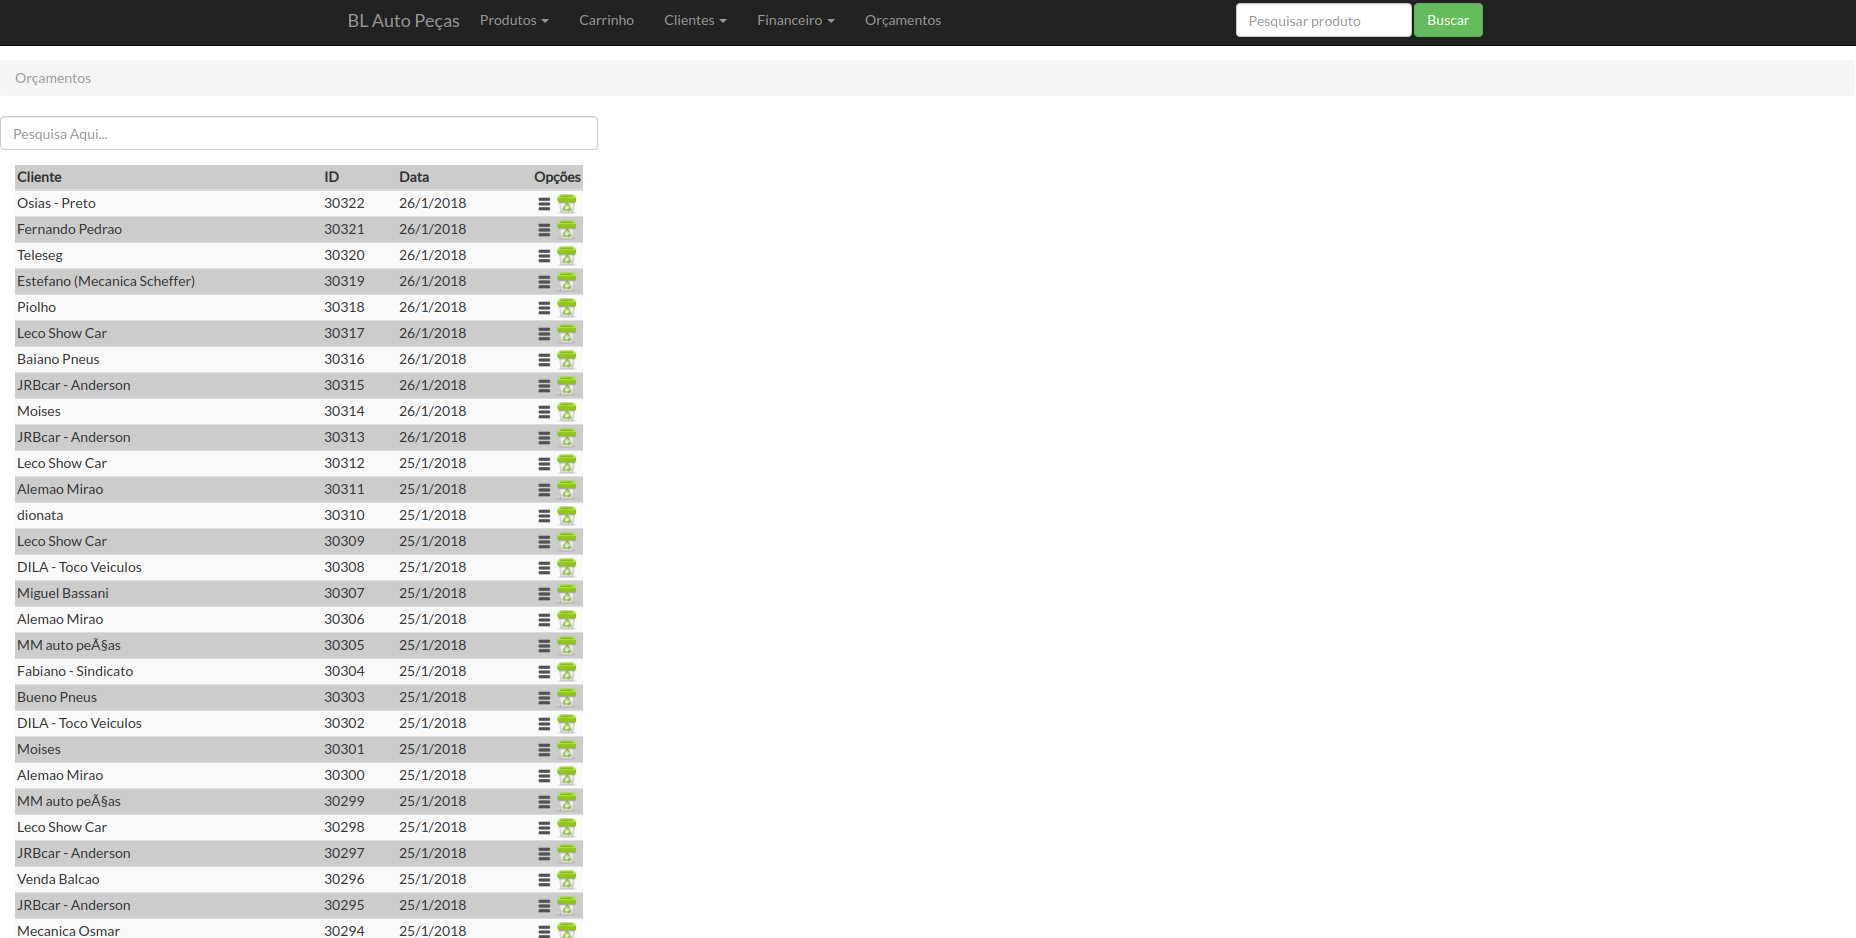 BL Auto Peças Produtos Carrinho Clientes Financeiro Orçamentos Pesquisar produto Buscar
Orçamentos
Pesquisa Aqui...
Cliente ID Data Opções
Osias - Preto 30322 26/1/2018
Fernando Pedrao 30321 26/1/2018
Teleseg 30320 26/1/2018
Estefano (Mecanica Scheffer) 30319 26/1/2018
Piolho 30318 26/1/2018
Leco Show Car 30317 26/1/2018
Baiano Pneus 30316 26/1/2018
JRBcar - Anderson 30315 26/1/2018
Moises 30314 26/1/2018
JRBcar - Anderson 30313 26/1/2018
Leco Show Car 30312 25/1/2018
Alemao Mirao 30311 25/1/2018
dionata 30310 25/1/2018
Leco Show Car 30309 25/1/2018
DILA - Toco Veiculos 30308 25/1/2018
Miguel Bassani 30307 25/1/2018
Alemao Mirao 30306 25/1/2018
MM auto peÃ§as 30305 25/1/2018
Fabiano - Sindicato 30304 25/1/2018
Bueno Pneus 30303 25/1/2018
DILA - Toco Veiculos 30302 25/1/2018
Moises 30301 25/1/2018
Alemao Mirao 30300 25/1/2018
MM auto peÃ§as 30299 25/1/2018
Leco Show Car 30298 25/1/2018
JRBcar - Anderson 30297 25/1/2018
Venda Balcao 30296 25/1/2018
JRBcar - Anderson 30295 25/1/2018
Mecanica Osmar 30294 25/1/2018